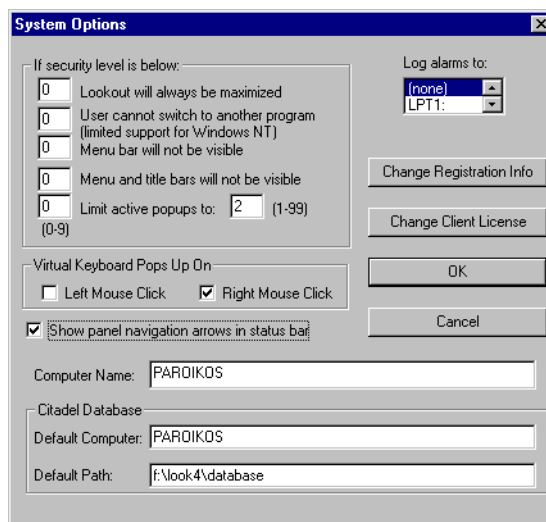 System Options
If security level is below:
0 Lookout will always be maximized
0 User cannot switch to another program
(limited support for Windows NT)
0 Menu bar will not be visible
0 Menu and title bars will not be visible
0 Limit active popups to: 2 (1-99)
(0-9)
Log alarms to:
(none)
LPT1:
Change Registration Info
Change Client License
OK
Cancel
Virtual Keyboard Pops Up On
Left Mouse Click Right Mouse Click
Show panel navigation arrows in status bar
Computer Name: PAROIKOS
Citadel Database
Default Computer: PAROIKOS
Default Path: f:\look4\database